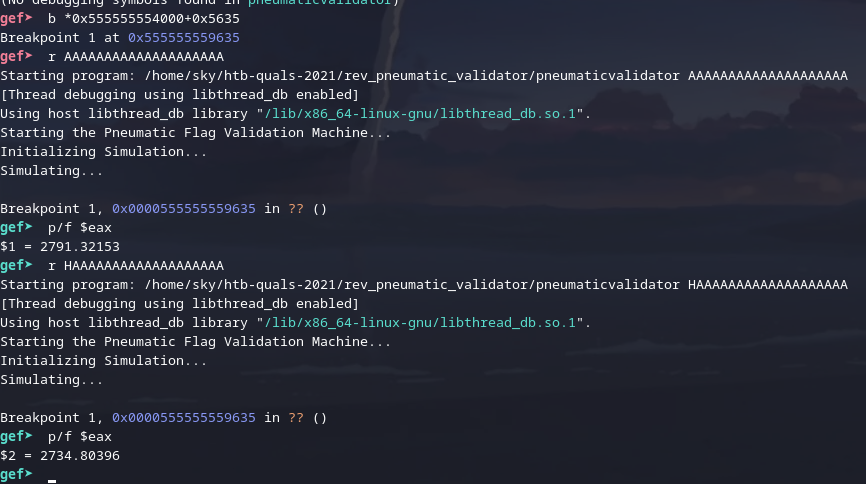 (No debugging symbols found in pneumaticvalidator)
gef➤  b *0x555555554000+0x5635
Breakpoint 1 at 0x555555559635
gef➤  r AAAAAAAAAAAAAAAAAAAA
Starting program: /home/sky/htb-quals-2021/rev_pneumatic_validator/pneumaticvalidator AAAAAAAAAAAAAAAAAAAA
[Thread debugging using libthread_db enabled]
Using host libthread_db library "/lib/x86_64-linux-gnu/libthread_db.so.1".
Starting the Pneumatic Flag Validation Machine...
Initializing Simulation...
Simulating...
Breakpoint 1, 0x0000555555559635 in ?? ()
gef➤  p/f $eax
$1 = 2791.32153
gef➤  r HAAAAAAAAAAAAAAAAAAA
Starting program: /home/sky/htb-quals-2021/rev_pneumatic_validator/pneumaticvalidator HAAAAAAAAAAAAAAAAAAA
[Thread debugging using libthread_db enabled]
Using host libthread_db library "/lib/x86_64-linux-gnu/libthread_db.so.1".
Starting the Pneumatic Flag Validation Machine...
Initializing Simulation...
Simulating...
Breakpoint 1, 0x0000555555559635 in ?? ()
gef➤  p/f $eax
$2 = 2734.80396
gef➤